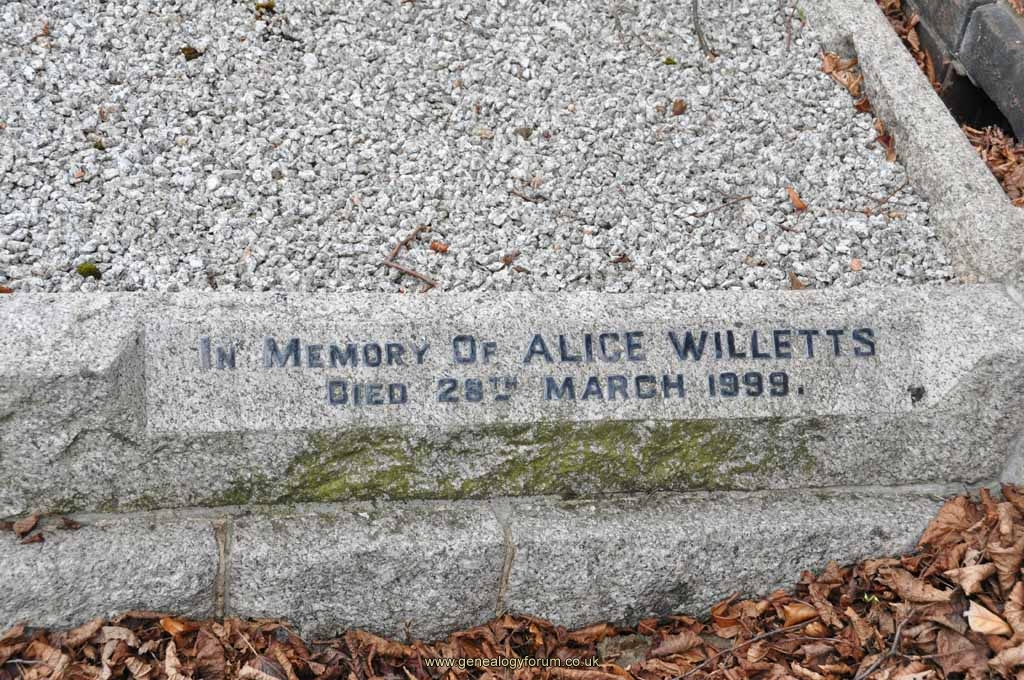 IN MEMORY OF ALICE WILLETTS
DIED 28TH MARCH 1999.
www.genealogyforum.co.uk